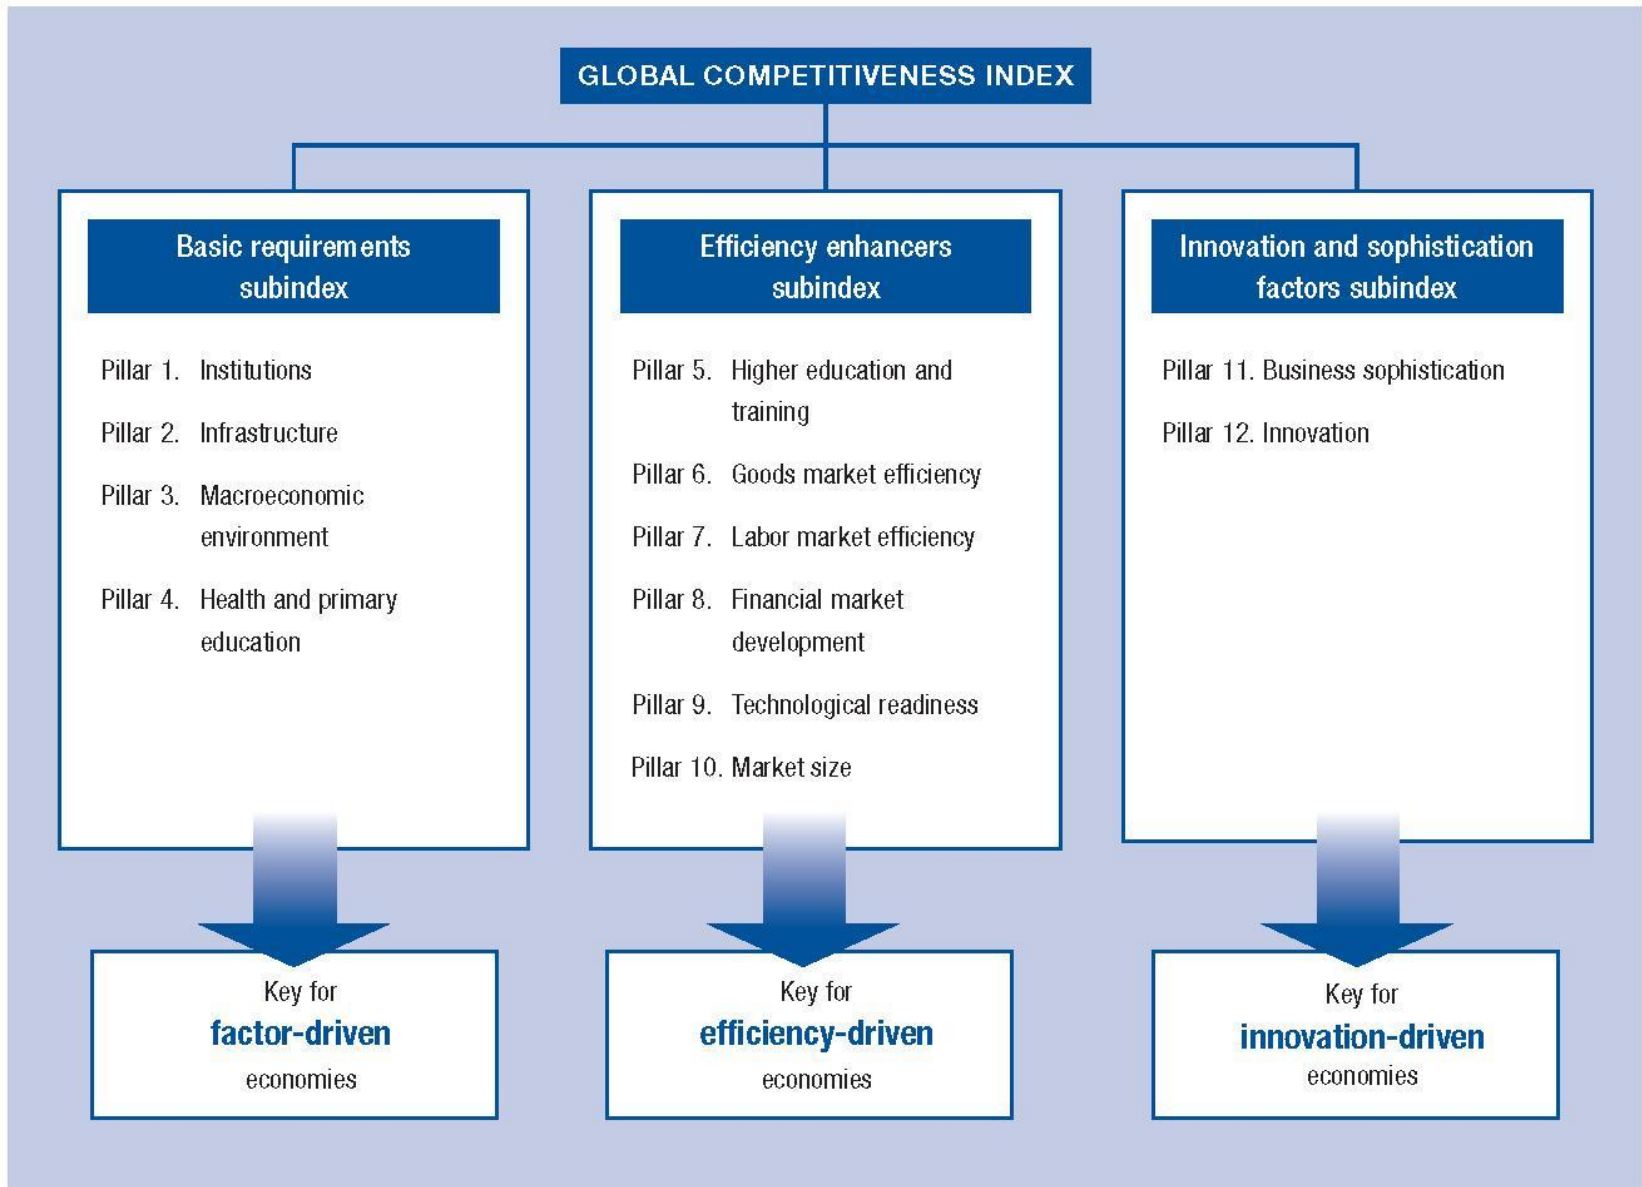 GLOBAL COMPETITIVENESS INDEX
Basic requirements
subindex
Pillar 1. Institutions
Pillar 2. Infrastructure
Pillar 3. Macroeconomic
environment
Pillar 4. Health and primary
education
Key for
factor-driven
economies
Efficiency enhancers
subindex
Pillar 5. Higher education and
training
Pillar 6. Goods market efficiency
Pillar 7. Labor market efficiency
Pillar 8. Financial market
development
Pillar 9. Technological readiness
Pillar 10. Market size
Key for
efficiency-driven
economies
Innovation and sophistication
factors subindex
Pillar 11. Business sophistication
Pillar 12. Innovation
Key for
innovation-driven
economies